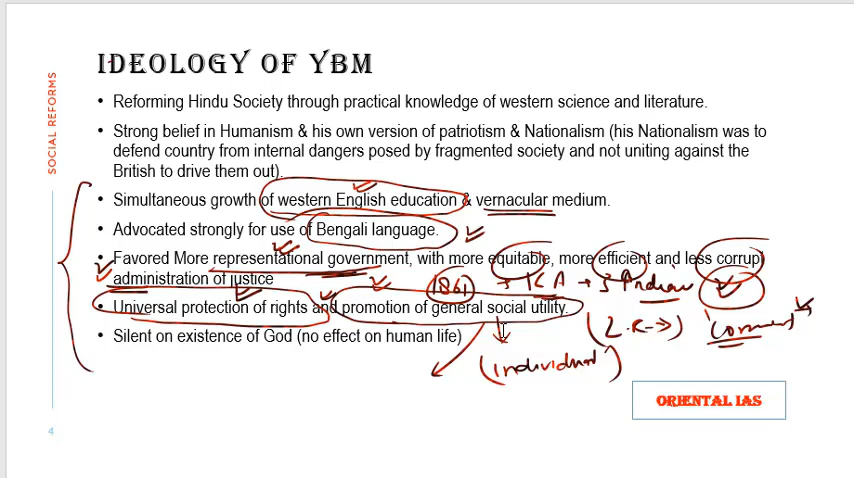 IDEOLOGY OF YBM
SOCIAL REFORMS
• Reforming Hindu Society through practical knowledge of western science and literature.
• Strong belief in Humanism & his own version of patriotism & Nationalism (his Nationalism was to
defend country from internal dangers posed by fragmented society and not uniting against the
British to drive them out).
• Simultaneous growth of western English education & vernacular medium.
• Advocated strongly for use of Bengali language.
• Favored More representational government, with more equitable, more efficient and less corrup
administration of justice
1861 → ICA → 3 Indian
• Universal protection of rights and promotion of general social utility.
• Silent on existence of God (no effect on human life)
(individual)
ORIENTAL IAS
4